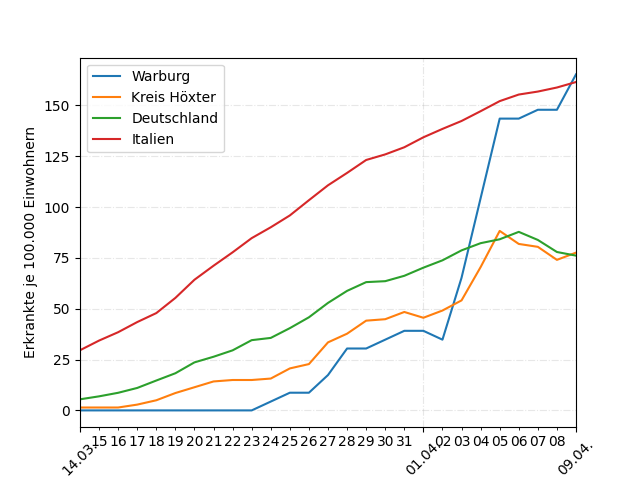 Warburg
Kreis Höxter
Deutschland
Italien
Erkrankte je 100.000 Einwohnern
150
125
100
75
50
25
0
14.03. 15 16 17 18 19 20 21 22 23 24 25 26 27 28 29 30 31 01.04. 02 03 04 05 06 07 08 09.04.